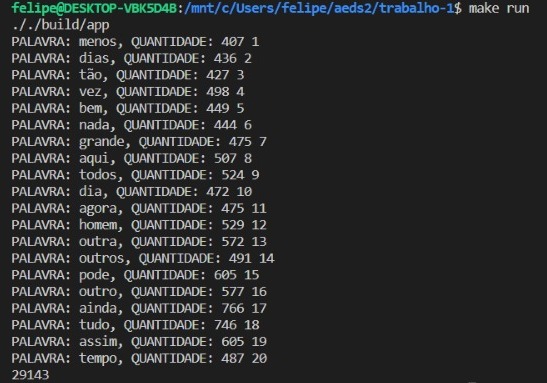 felipe@DESKTOP-VBK5D4B:/mnt/c/Users/felipe/aeds2/trabalho-1$ make run
././build/app
PALAVRA: menos, QUANTIDADE: 407 1
PALAVRA: dias, QUANTIDADE: 436 2
PALAVRA: tão, QUANTIDADE: 427 3
PALAVRA: vez, QUANTIDADE: 498 4
PALAVRA: bem, QUANTIDADE: 449 5
PALAVRA: nada, QUANTIDADE: 444 6
PALAVRA: grande, QUANTIDADE: 475 7
PALAVRA: aqui, QUANTIDADE: 507 8
PALAVRA: todos, QUANTIDADE: 524 9
PALAVRA: dia, QUANTIDADE: 472 10
PALAVRA: agora, QUANTIDADE: 475 11
PALAVRA: homem, QUANTIDADE: 529 12
PALAVRA: outra, QUANTIDADE: 572 13
PALAVRA: outros, QUANTIDADE: 491 14
PALAVRA: pode, QUANTIDADE: 605 15
PALAVRA: outro, QUANTIDADE: 577 16
PALAVRA: ainda, QUANTIDADE: 766 17
PALAVRA: tudo, QUANTIDADE: 746 18
PALAVRA: assim, QUANTIDADE: 605 19
PALAVRA: tempo, QUANTIDADE: 487 20
29143